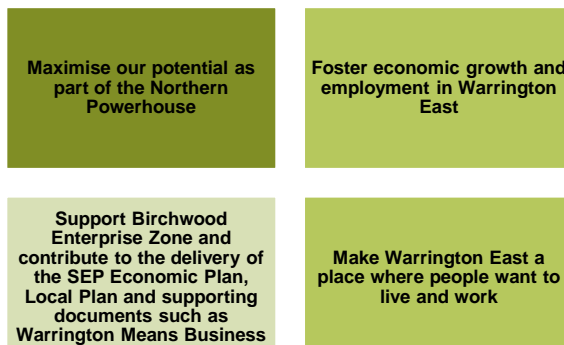 Maximise our potential as
part of the Northern
Powerhouse
Foster economic growth and
employment in Warrington
East
Support Birchwood
Enterprise Zone and
contribute to the delivery of
the SEP Economic Plan,
Local Plan and supporting
documents such as
Warrington Means Business
Make Warrington East a
place where people want to
live and work